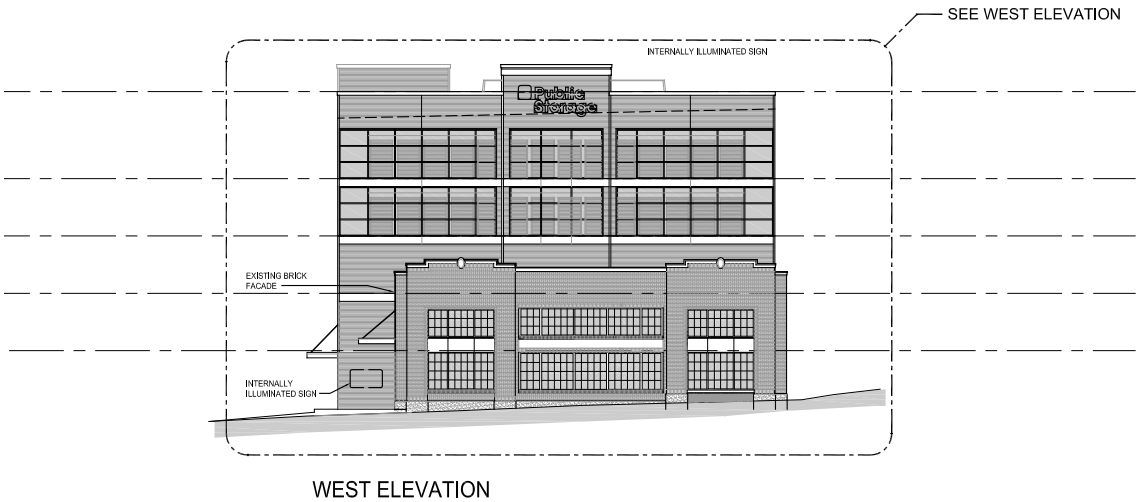 SEE WEST ELEVATION
INTERNALLY ILLUMINATED SIGN
Public
Storage
EXISTING BRICK
FACADE
INTERNALLY
ILLUMINATED SIGN
WEST ELEVATION